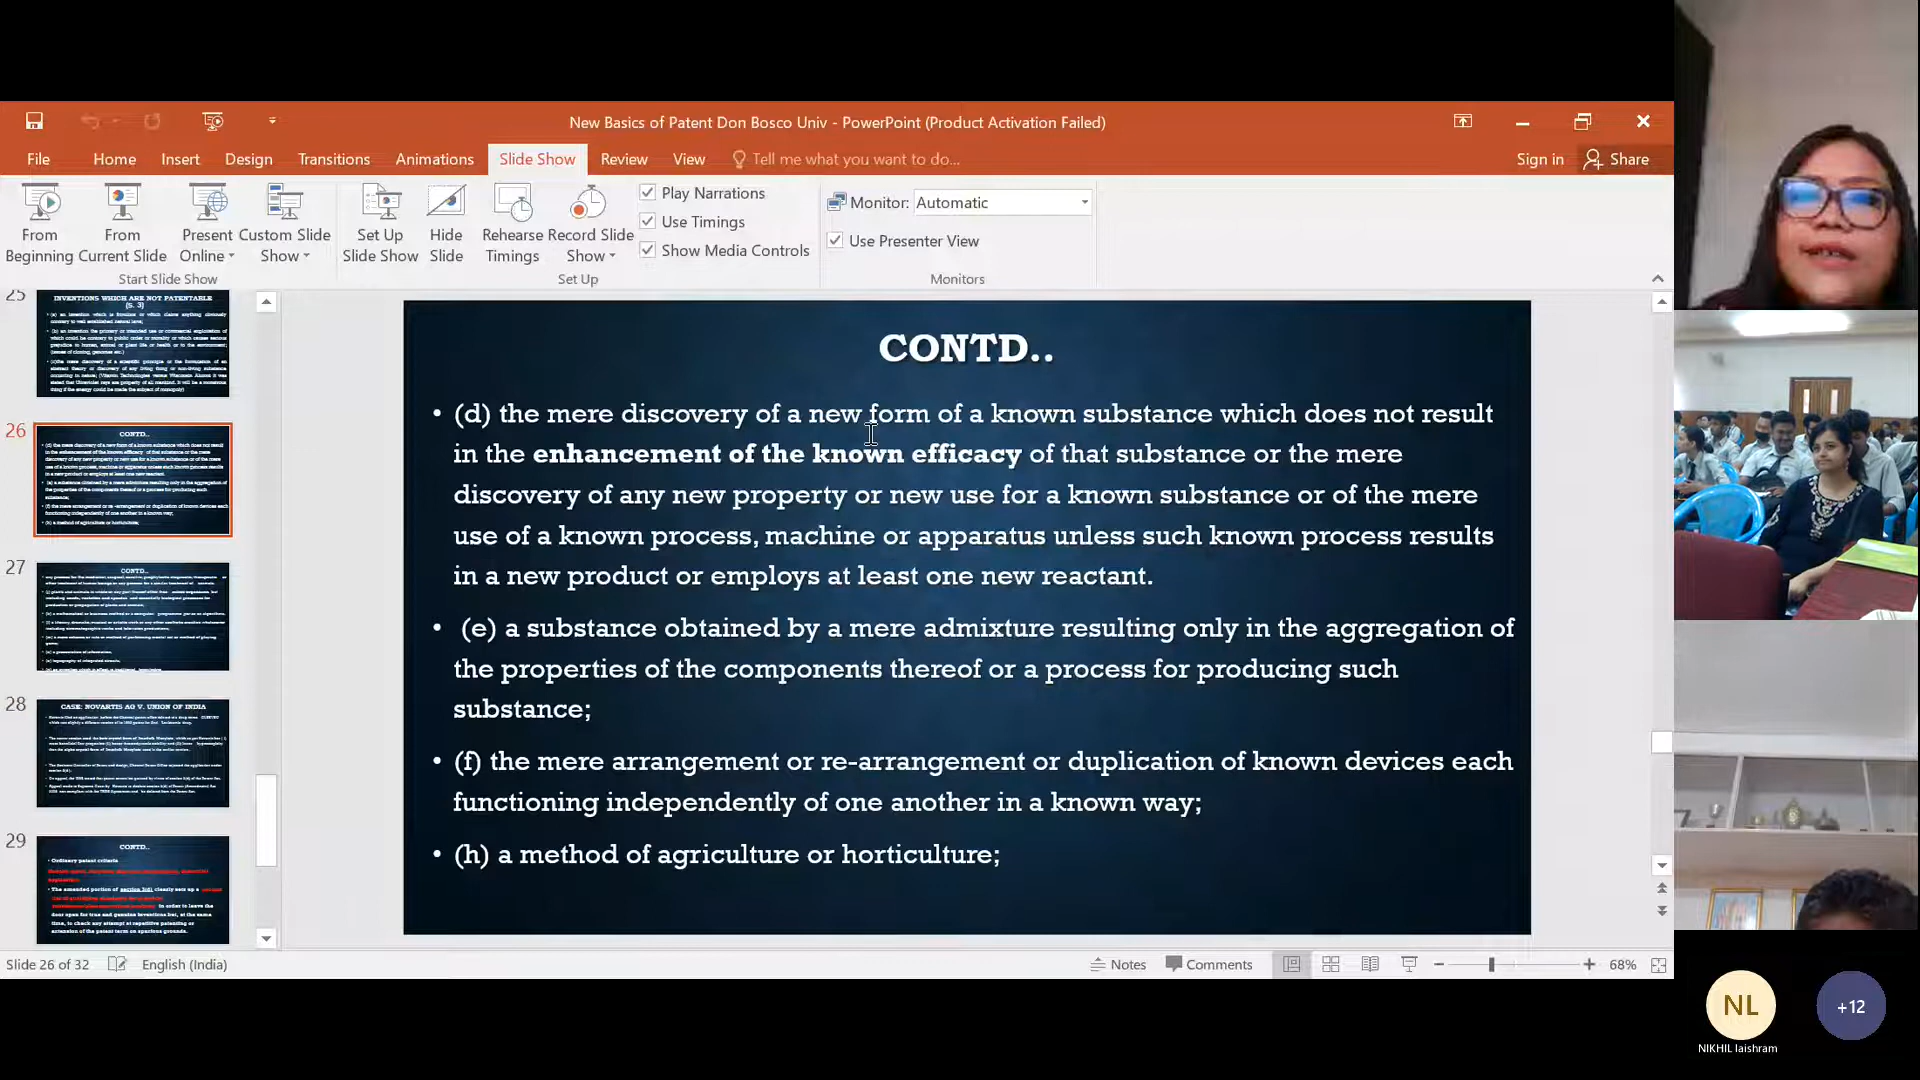 New Basics of Patent Don Bosco Univ - PowerPoint (Product Activation Failed)
File Home Insert Design Transitions Animations Slide Show Review View Tell me what you want to do... Sign in Share
From Beginning
From Current Slide
Present Online
Custom Slide Show
Set Up Slide Show
Hide Slide
Rehearse Timings
Record Slide Show
Play Narrations
Use Timings
Show Media Controls
Monitor: Automatic
Use Presenter View
Start Slide Show Set Up Monitors
25
INVENTIONS WHICH ARE NOT PATENTABLE
(S. 3)
26
CONTD..
27
CONTD..
28
CASE: NOVARTIS AG V. UNION OF INDIA
29
CONTD..
Ordinary patent criteria
CONTD..
• (d) the mere discovery of a new form of a known substance which does not result
in the enhancement of the known efficacy of that substance or the mere
discovery of any new property or new use for a known substance or of the mere
use of a known process, machine or apparatus unless such known process results
in a new product or employs at least one new reactant.
• (e) a substance obtained by a mere admixture resulting only in the aggregation of
the properties of the components thereof or a process for producing such
substance;
• (f) the mere arrangement or re-arrangement or duplication of known devices each
functioning independently of one another in a known way;
• (h) a method of agriculture or horticulture;
Slide 26 of 32 English (India) Notes Comments 68%
NL
NIKHIL laishram
+12